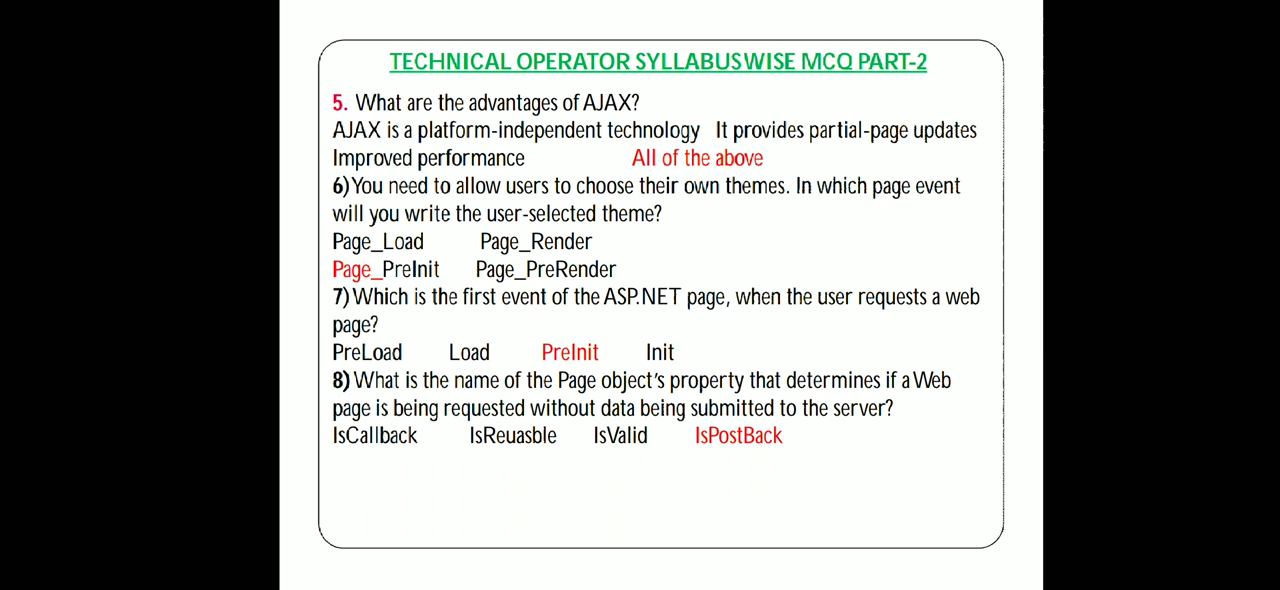 TECHNICAL OPERATOR SYLLABUSWISE MCQ PART-2
5. What are the advantages of AJAX?
AJAX is a platform-independent technology It provides partial-page updates
Improved performance All of the above
6) You need to allow users to choose their own themes. In which page event
will you write the user-selected theme?
Page_Load Page_Render
Page_PreInit Page_PreRender
7) Which is the first event of the ASP.NET page, when the user requests a web
page?
PreLoad Load PreInit Init
8) What is the name of the Page object's property that determines if a Web
page is being requested without data being submitted to the server?
IsCallback IsReuasble IsValid IsPostBack